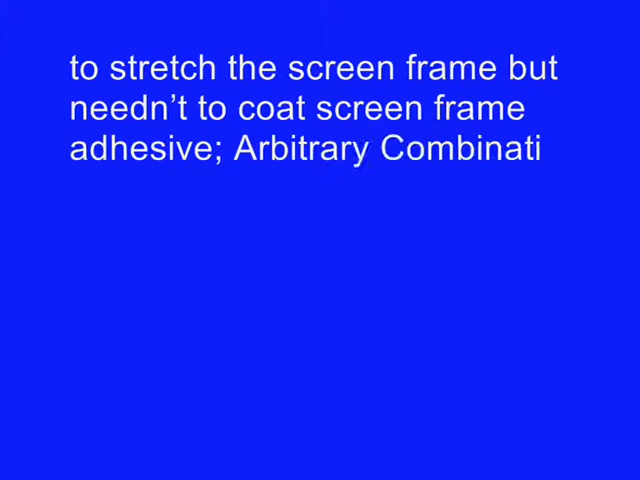 to stretch the screen frame but
needn’t to coat screen frame
adhesive; Arbitrary Combinati